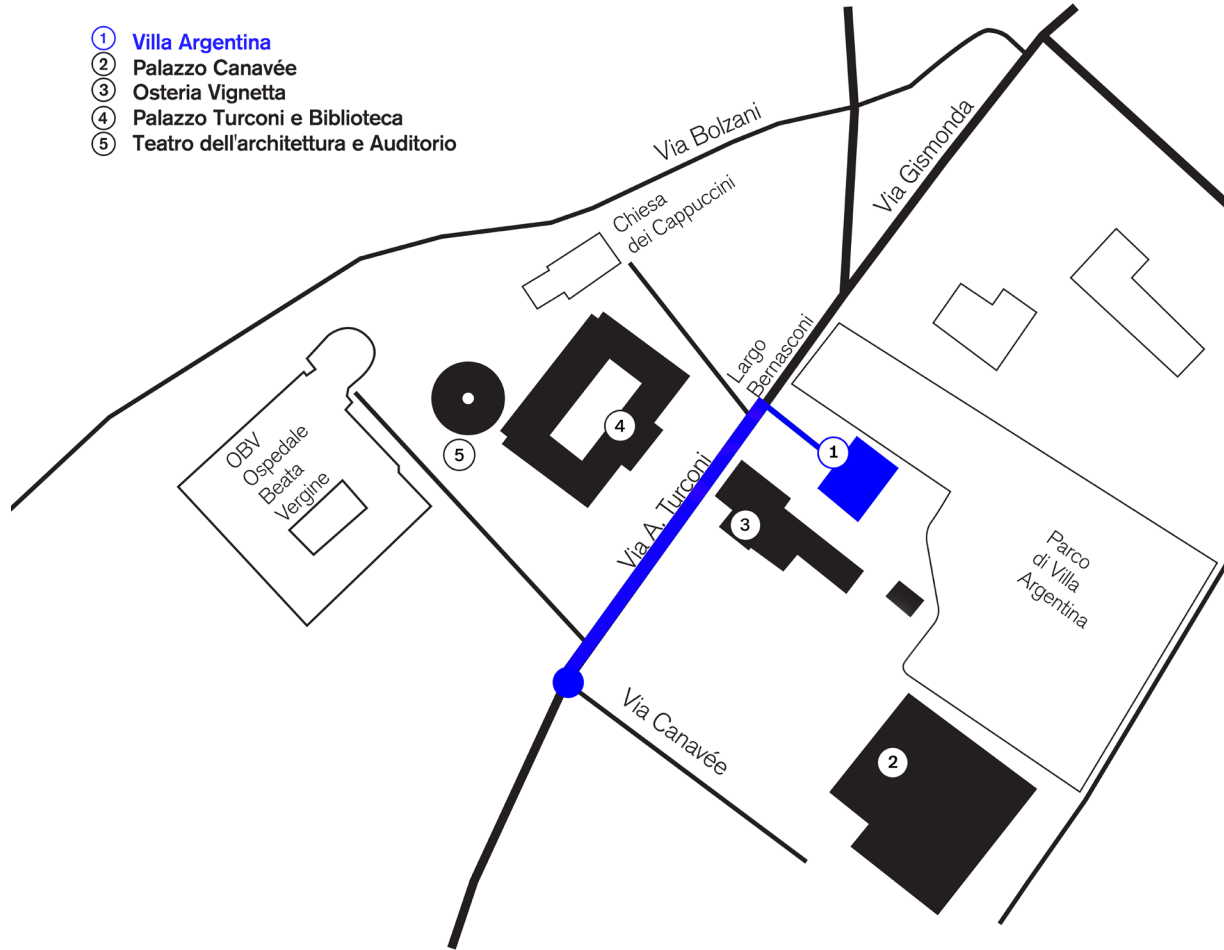 1 Villa Argentina
2 Palazzo Canavée
3 Osteria Vignetta
4 Palazzo Turconi e Biblioteca
5 Teatro dell'architettura e Auditorio
Via Bolzani
Via Gismonda
Chiesa
dei Cappuccini
Largo
Bernasconi
OBV
Ospedale
Beata
Vergine
5
4
1
3
Via A. Turconi
Parco
di Villa
Argentina
Via Canavée
2